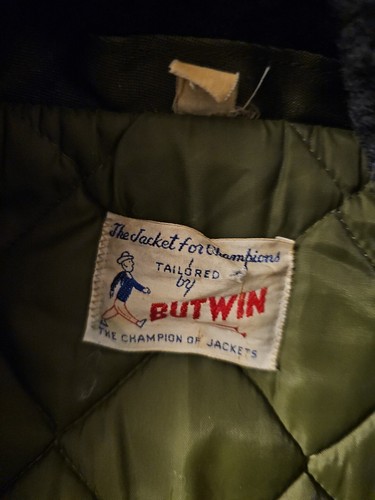 The Jacket for Champions
TAILORED
by
BUTWIN
THE CHAMPION OF JACKETS